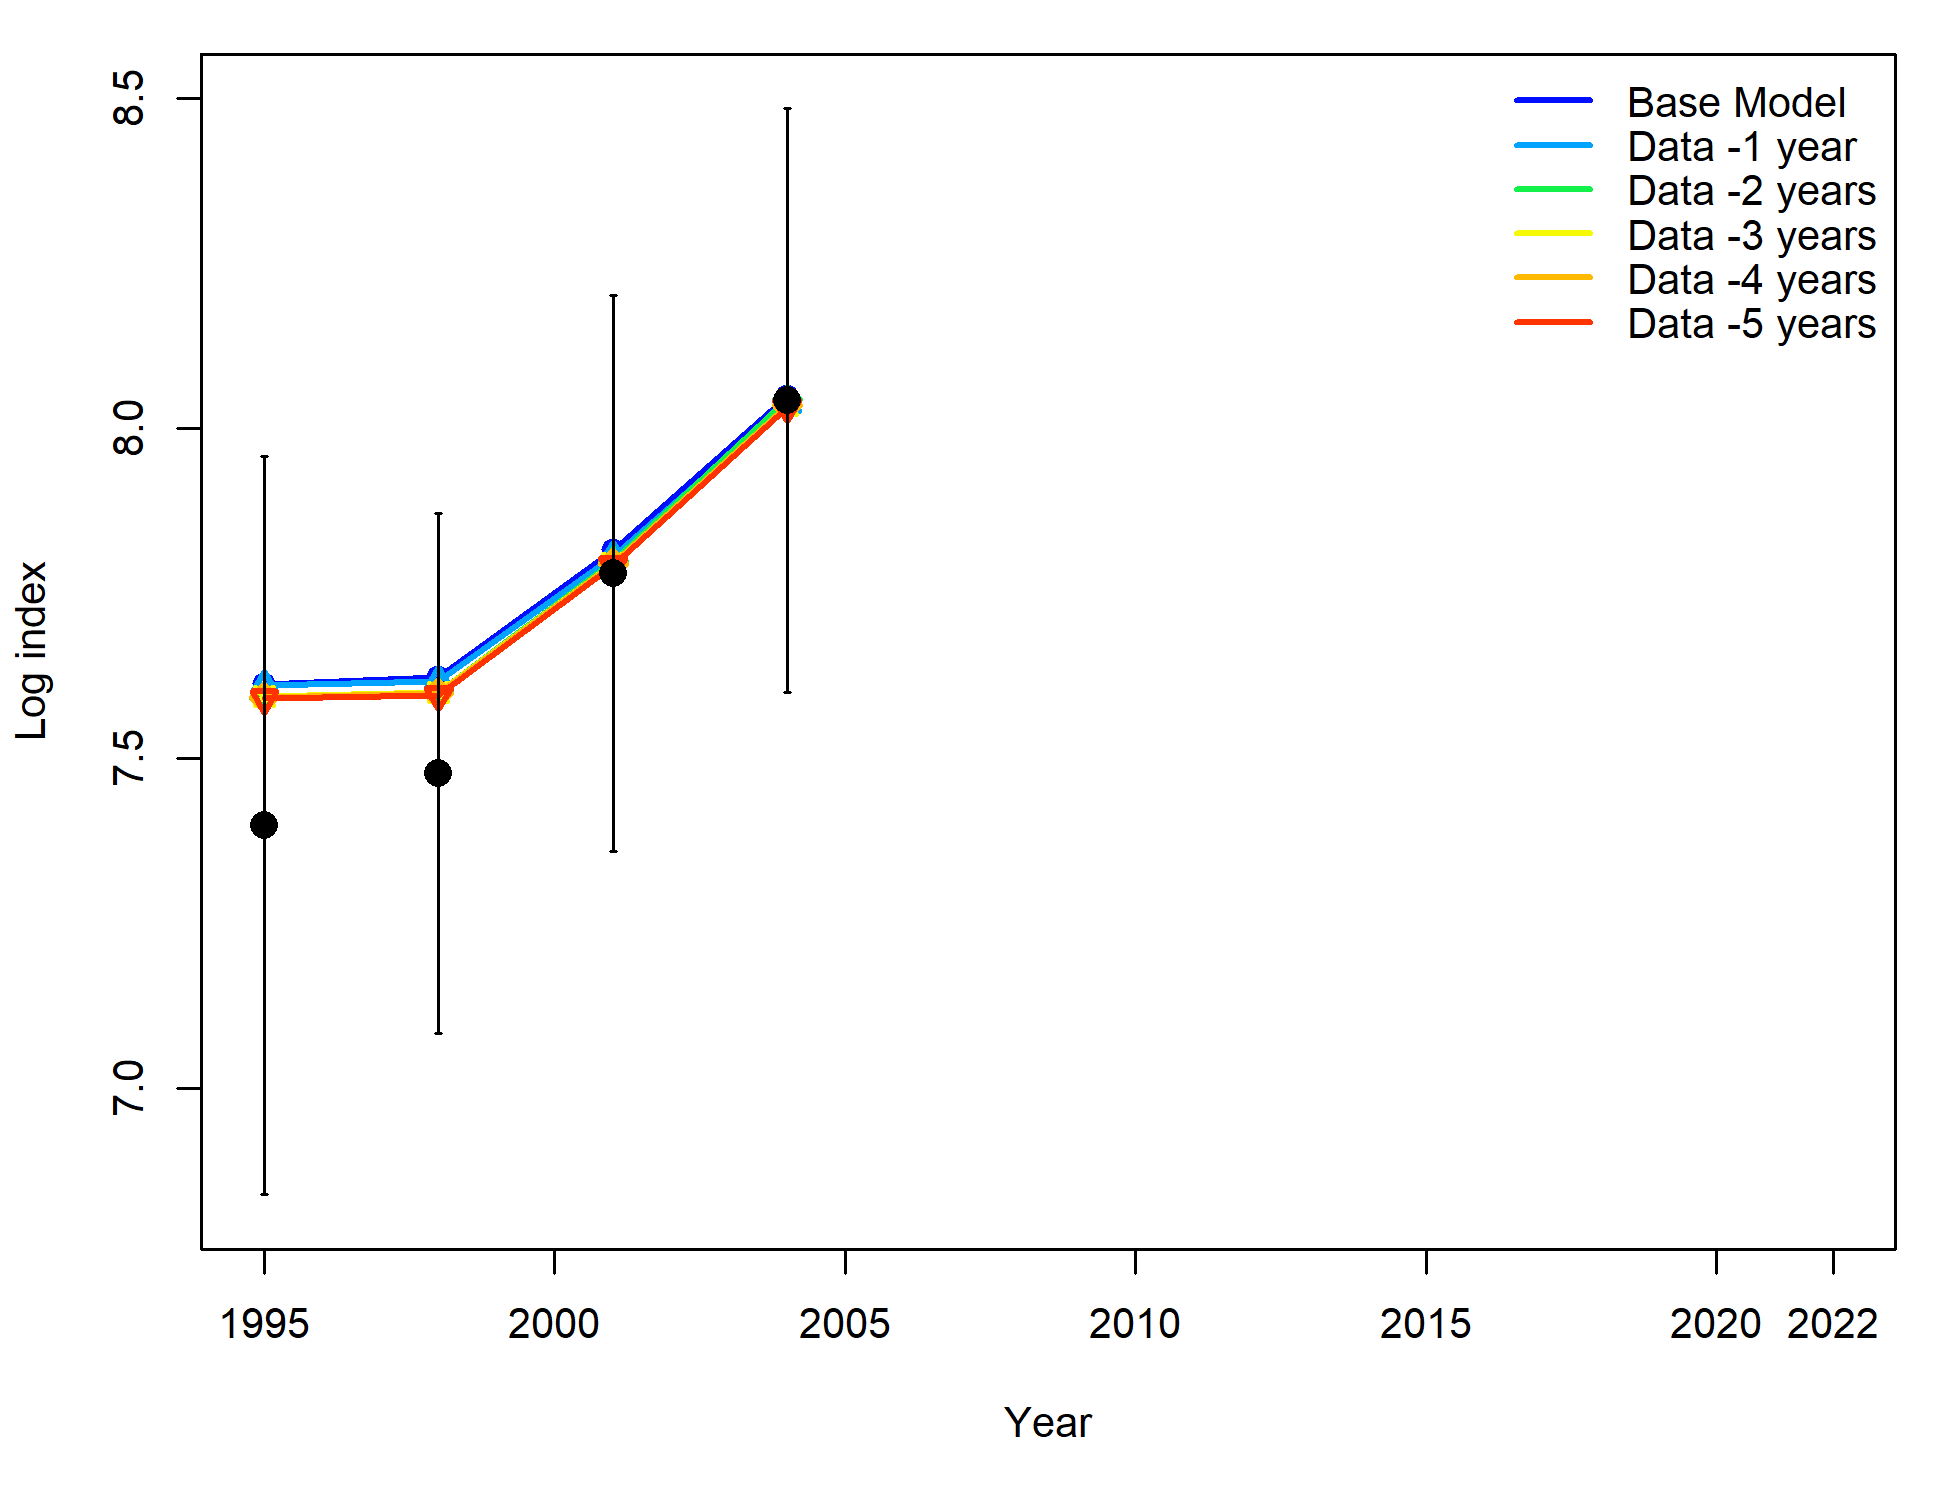 Base Model
Data -1 year
Data -2 years
Data -3 years
Data -4 years
Data -5 years
8.5
8.0
7.5
7.0
Log index
1995 2000 2005 2010 2015 2020 2022
Year